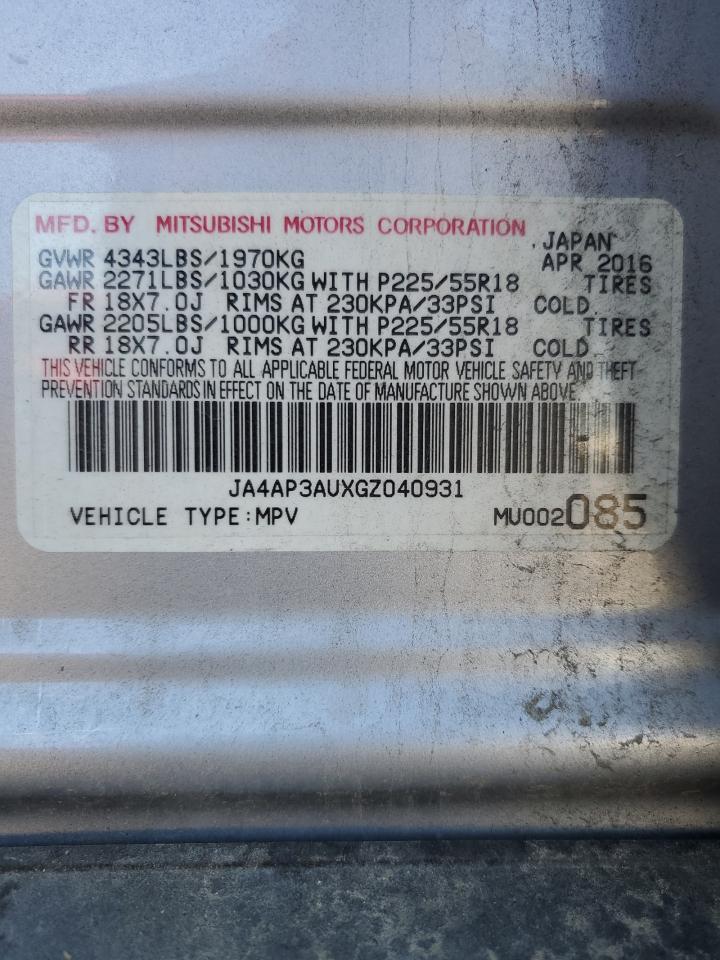 MFD. BY MITSUBISHI MOTORS CORPORATION
JAPAN
GVWR 4343LBS/1970KG APR 2016
GAWR 2271LBS/1030KG WITH P225/55R18 TIRES
FR 18X7.0J RIMS AT 230KPA/33PSI COLD
GAWR 2205LBS/1000KG WITH P225/55R18 TIRES
RR 18X7.0J RIMS AT 230KPA/33PSI COLD
THIS VEHICLE CONFORMS TO ALL APPLICABLE FEDERAL MOTOR VEHICLE SAFETY AND THEFT
PREVENTION STANDARDS IN EFFECT ON THE DATE OF MANUFACTURE SHOWN ABOVE.
JA4AP3AUXGZ040931
VEHICLE TYPE:MPV MU002085